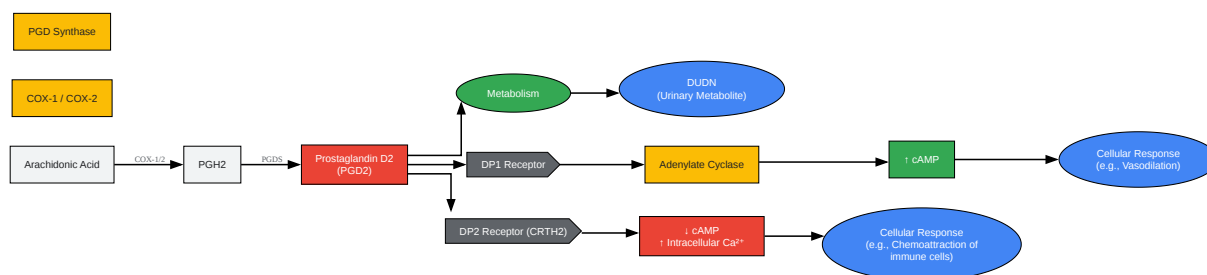 PGD Synthase
COX-1 / COX-2
Metabolism
DUDN
(Urinary Metabolite)
Arachidonic Acid
COX-1/2
PGH2
PGDS
Prostaglandin D2
(PGD2)
DP1 Receptor
Adenylate Cyclase
↑ cAMP
Cellular Response
(e.g., Vasodilation)
DP2 Receptor (CRTH2)
↓ cAMP
↑ Intracellular Ca²⁺
Cellular Response
(e.g., Chemoattraction of
immune cells)